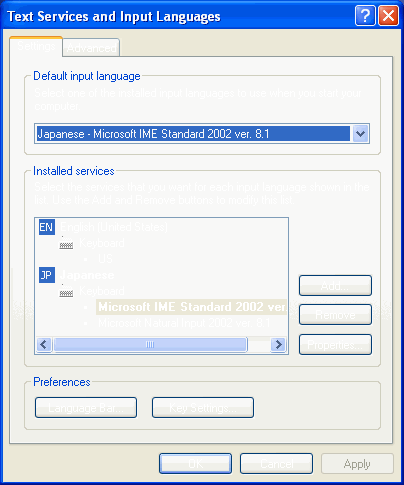 Text Services and Input Languages
Settings Advanced
Default input language
Select one of the installed input languages to use when you start your
computer.
Japanese - Microsoft IME Standard 2002 ver. 8.1
Installed services
Select the services that you want for each input language shown in the
list. Use the Add and Remove buttons to modify this list.
EN English (United States)
Keyboard
• US
JP Japanese
Keyboard
• Microsoft IME Standard 2002 ver.
• Microsoft Natural Input 2002 ver. 8.1
Add...
Remove
Properties...
Preferences
Language Bar... Key Settings...
OK Cancel Apply